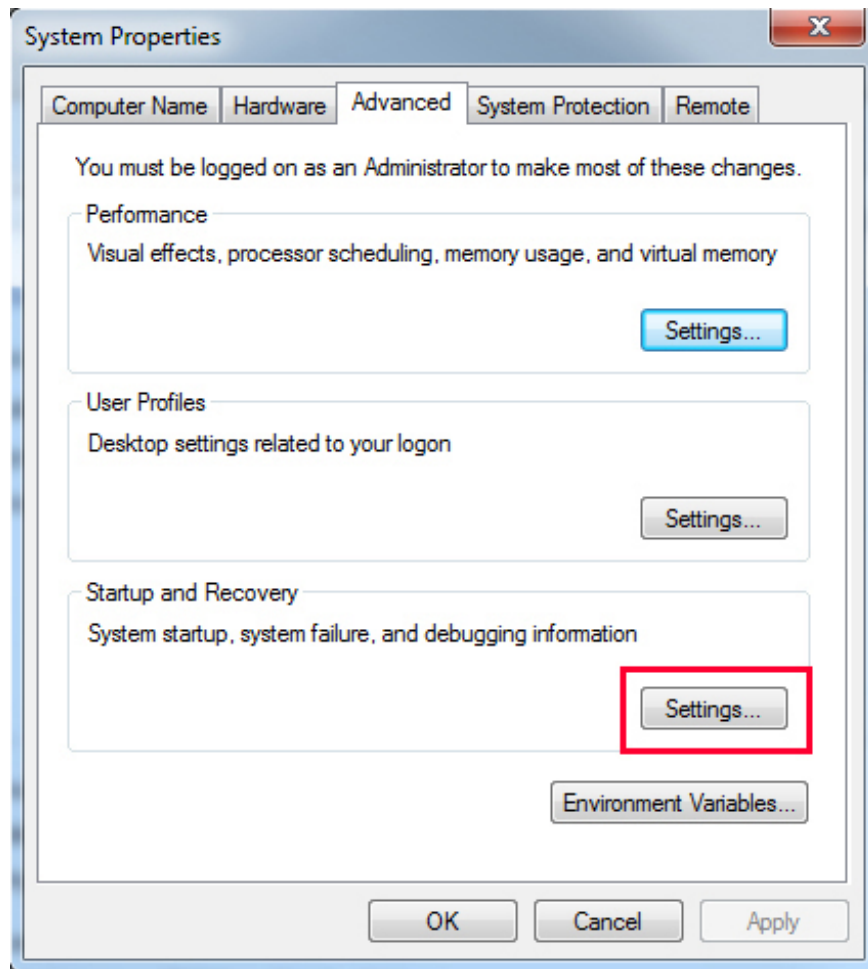 System Properties
Computer Name Hardware Advanced System Protection Remote
You must be logged on as an Administrator to make most of these changes.
Performance
Visual effects, processor scheduling, memory usage, and virtual memory
Settings...
User Profiles
Desktop settings related to your logon
Settings...
Startup and Recovery
System startup, system failure, and debugging information
Settings...
Environment Variables...
OK Cancel Apply